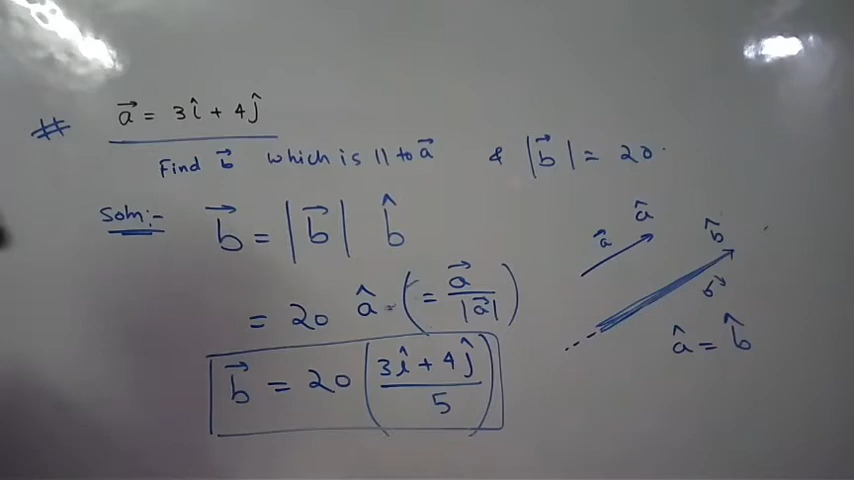 # a⃗ = 3î + 4ĵ
Find b⃗ which is || to a⃗ & |b⃗| = 20.
Soln:- b⃗ = |b⃗| b̂
= 20 â (= a⃗/|a⃗|)
b⃗ = 20 ((3î + 4ĵ)/5)
a⃗ â
b̂
b⃗
â = b̂